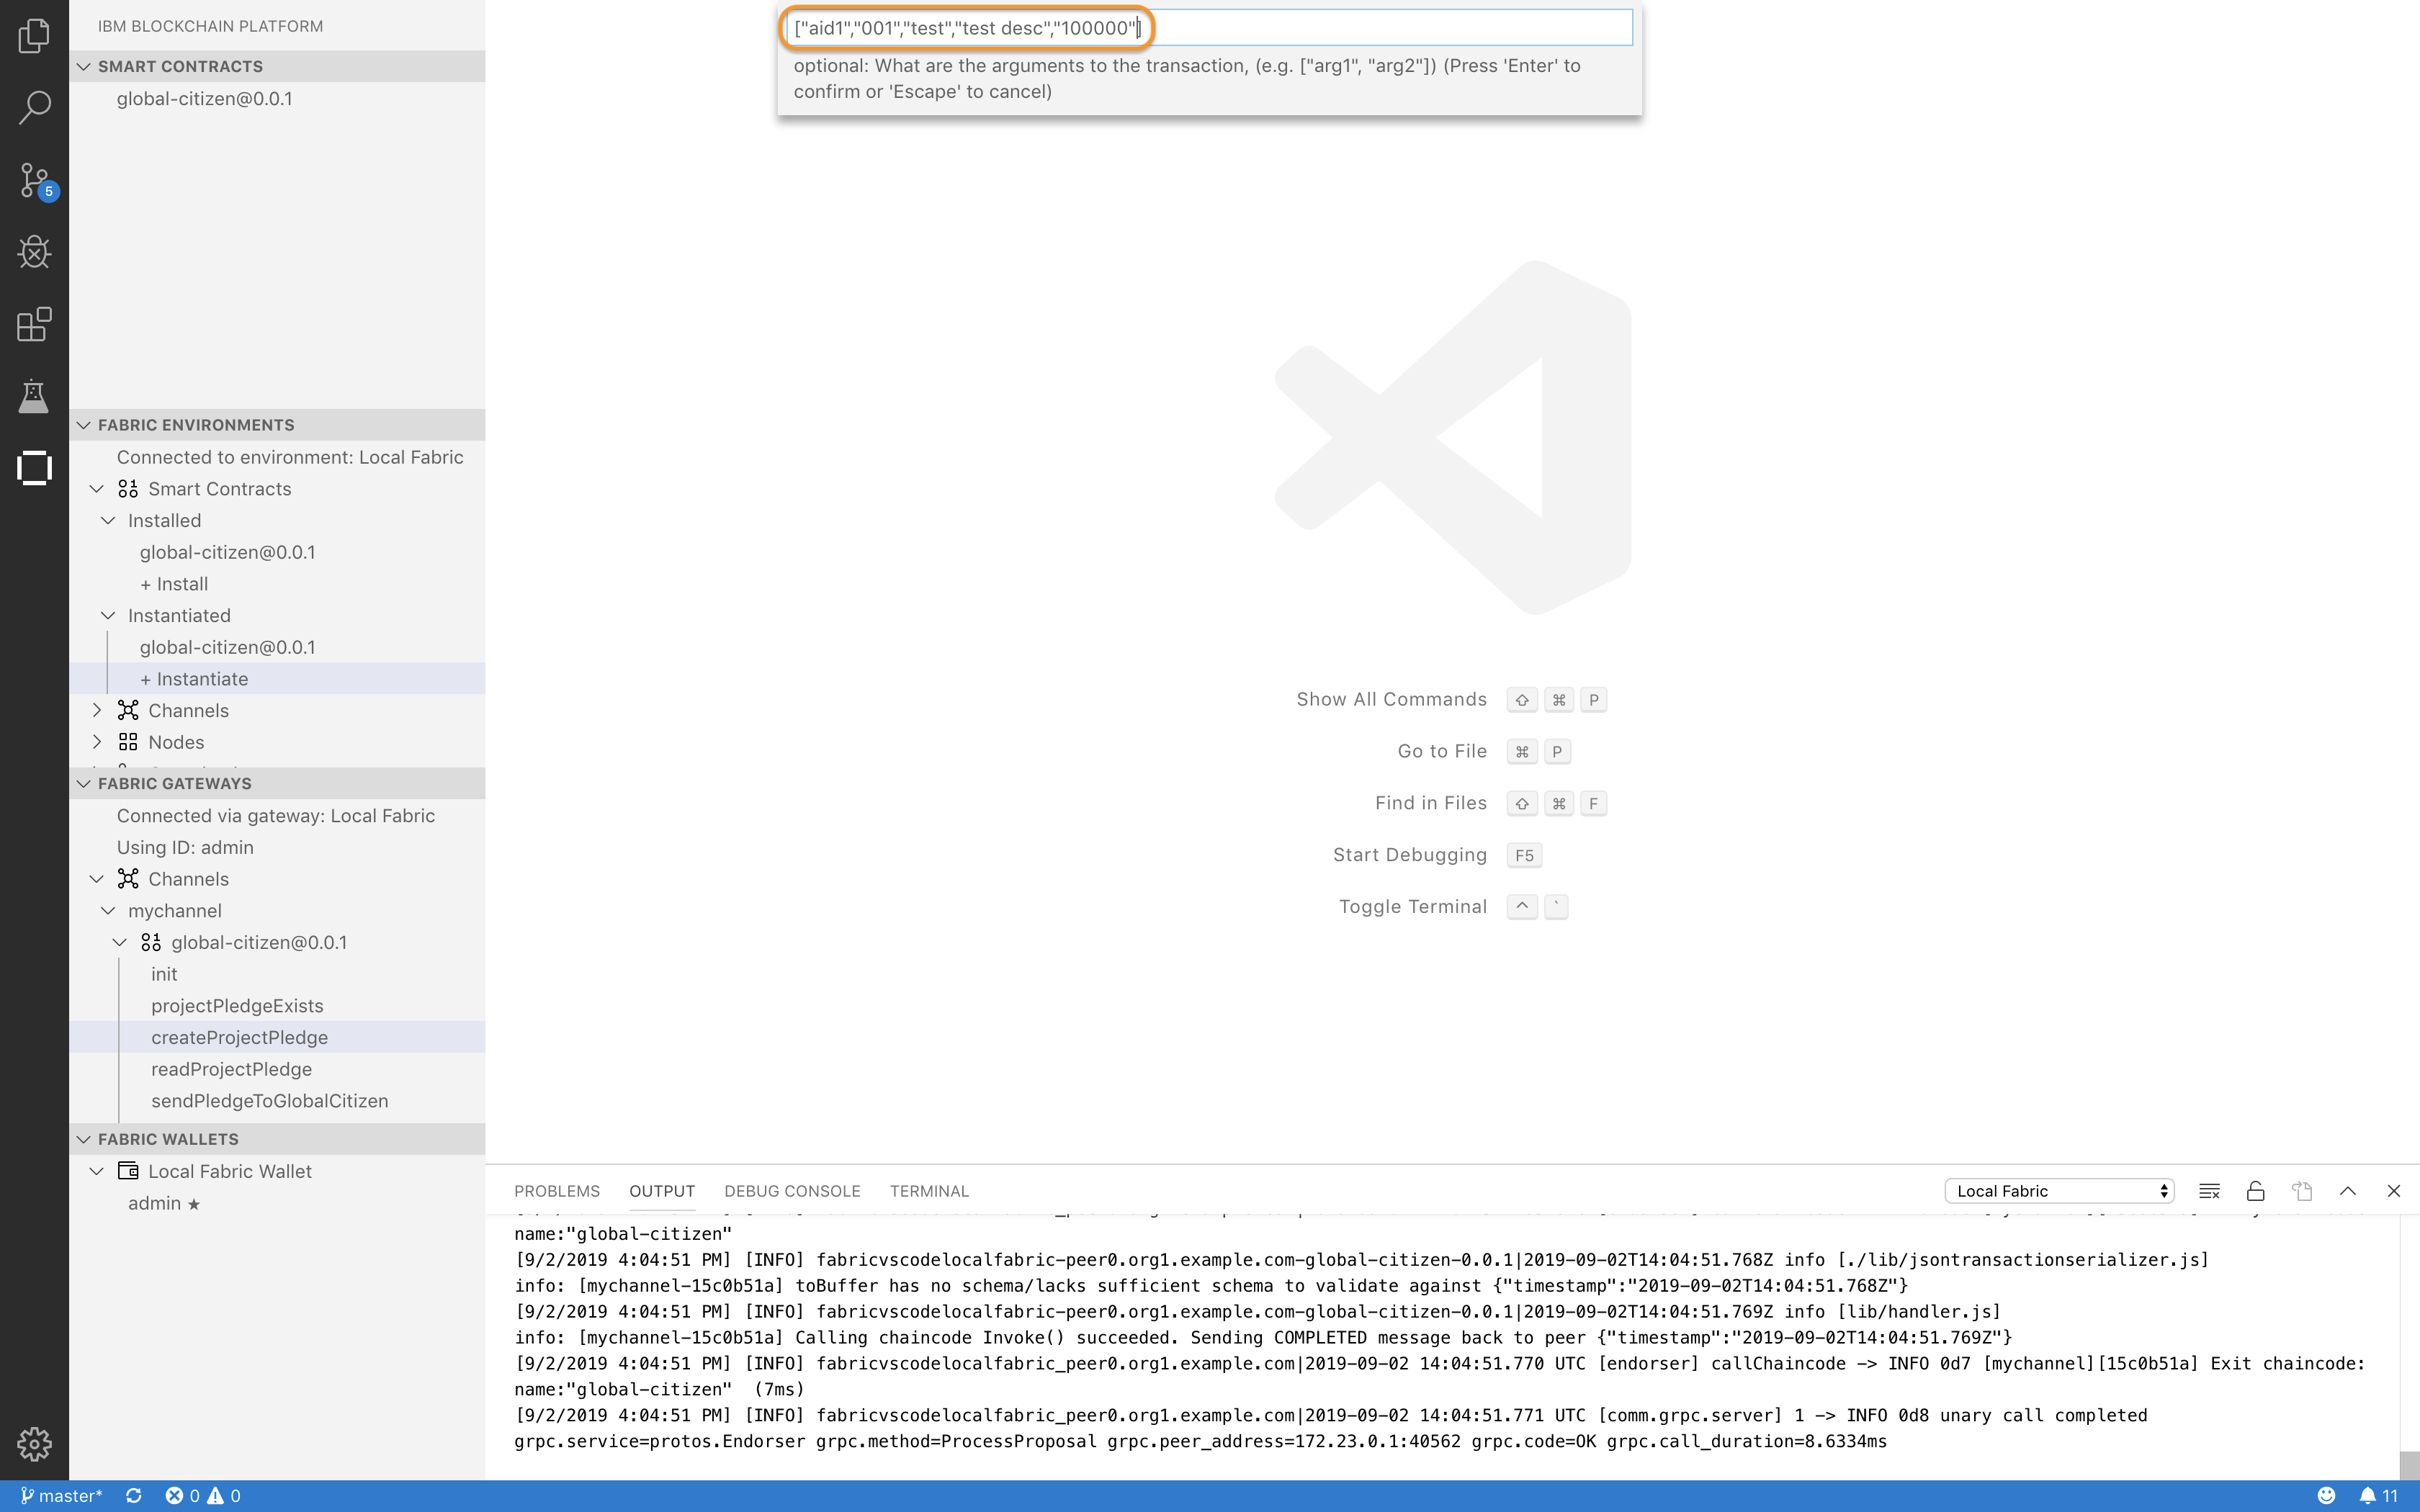 ["aid1","001","test","test desc","100000"]
optional: What are the arguments to the transaction, (e.g. ["arg1", "arg2"]) (Press 'Enter' to
confirm or 'Escape' to cancel)
IBM BLOCKCHAIN PLATFORM
SMART CONTRACTS
global-citizen@0.0.1
5
FABRIC ENVIRONMENTS
Connected to environment: Local Fabric
Smart Contracts
Installed
global-citizen@0.0.1
+ Install
Instantiated
global-citizen@0.0.1
+ Instantiate
Channels
Nodes
FABRIC GATEWAYS
Connected via gateway: Local Fabric
Using ID: admin
Channels
mychannel
global-citizen@0.0.1
init
projectPledgeExists
createProjectPledge
readProjectPledge
sendPledgeToGlobalCitizen
FABRIC WALLETS
Local Fabric Wallet
admin ★
Show All Commands ⇧ ⌘ P
Go to File ⌘ P
Find in Files ⇧ ⌘ F
Start Debugging F5
Toggle Terminal ^ `
PROBLEMS OUTPUT DEBUG CONSOLE TERMINAL Local Fabric
name:"global-citizen"
[9/2/2019 4:04:51 PM] [INFO] fabricvscodelocalfabric-peer0.org1.example.com-global-citizen-0.0.1|2019-09-02T14:04:51.768Z info [./lib/jsontransactionserializer.js]
info: [mychannel-15c0b51a] toBuffer has no schema/lacks sufficient schema to validate against {"timestamp":"2019-09-02T14:04:51.768Z"}
[9/2/2019 4:04:51 PM] [INFO] fabricvscodelocalfabric-peer0.org1.example.com-global-citizen-0.0.1|2019-09-02T14:04:51.769Z info [lib/handler.js]
info: [mychannel-15c0b51a] Calling chaincode Invoke() succeeded. Sending COMPLETED message back to peer {"timestamp":"2019-09-02T14:04:51.769Z"}
[9/2/2019 4:04:51 PM] [INFO] fabricvscodelocalfabric_peer0.org1.example.com|2019-09-02 14:04:51.770 UTC [endorser] callChaincode -> INFO 0d7 [mychannel][15c0b51a] Exit chaincode:
name:"global-citizen"  (7ms)
[9/2/2019 4:04:51 PM] [INFO] fabricvscodelocalfabric_peer0.org1.example.com|2019-09-02 14:04:51.771 UTC [comm.grpc.server] 1 -> INFO 0d8 unary call completed
grpc.service=protos.Endorser grpc.method=ProcessProposal grpc.peer_address=172.23.0.1:40562 grpc.code=OK grpc.call_duration=8.6334ms
master* 0 0 11